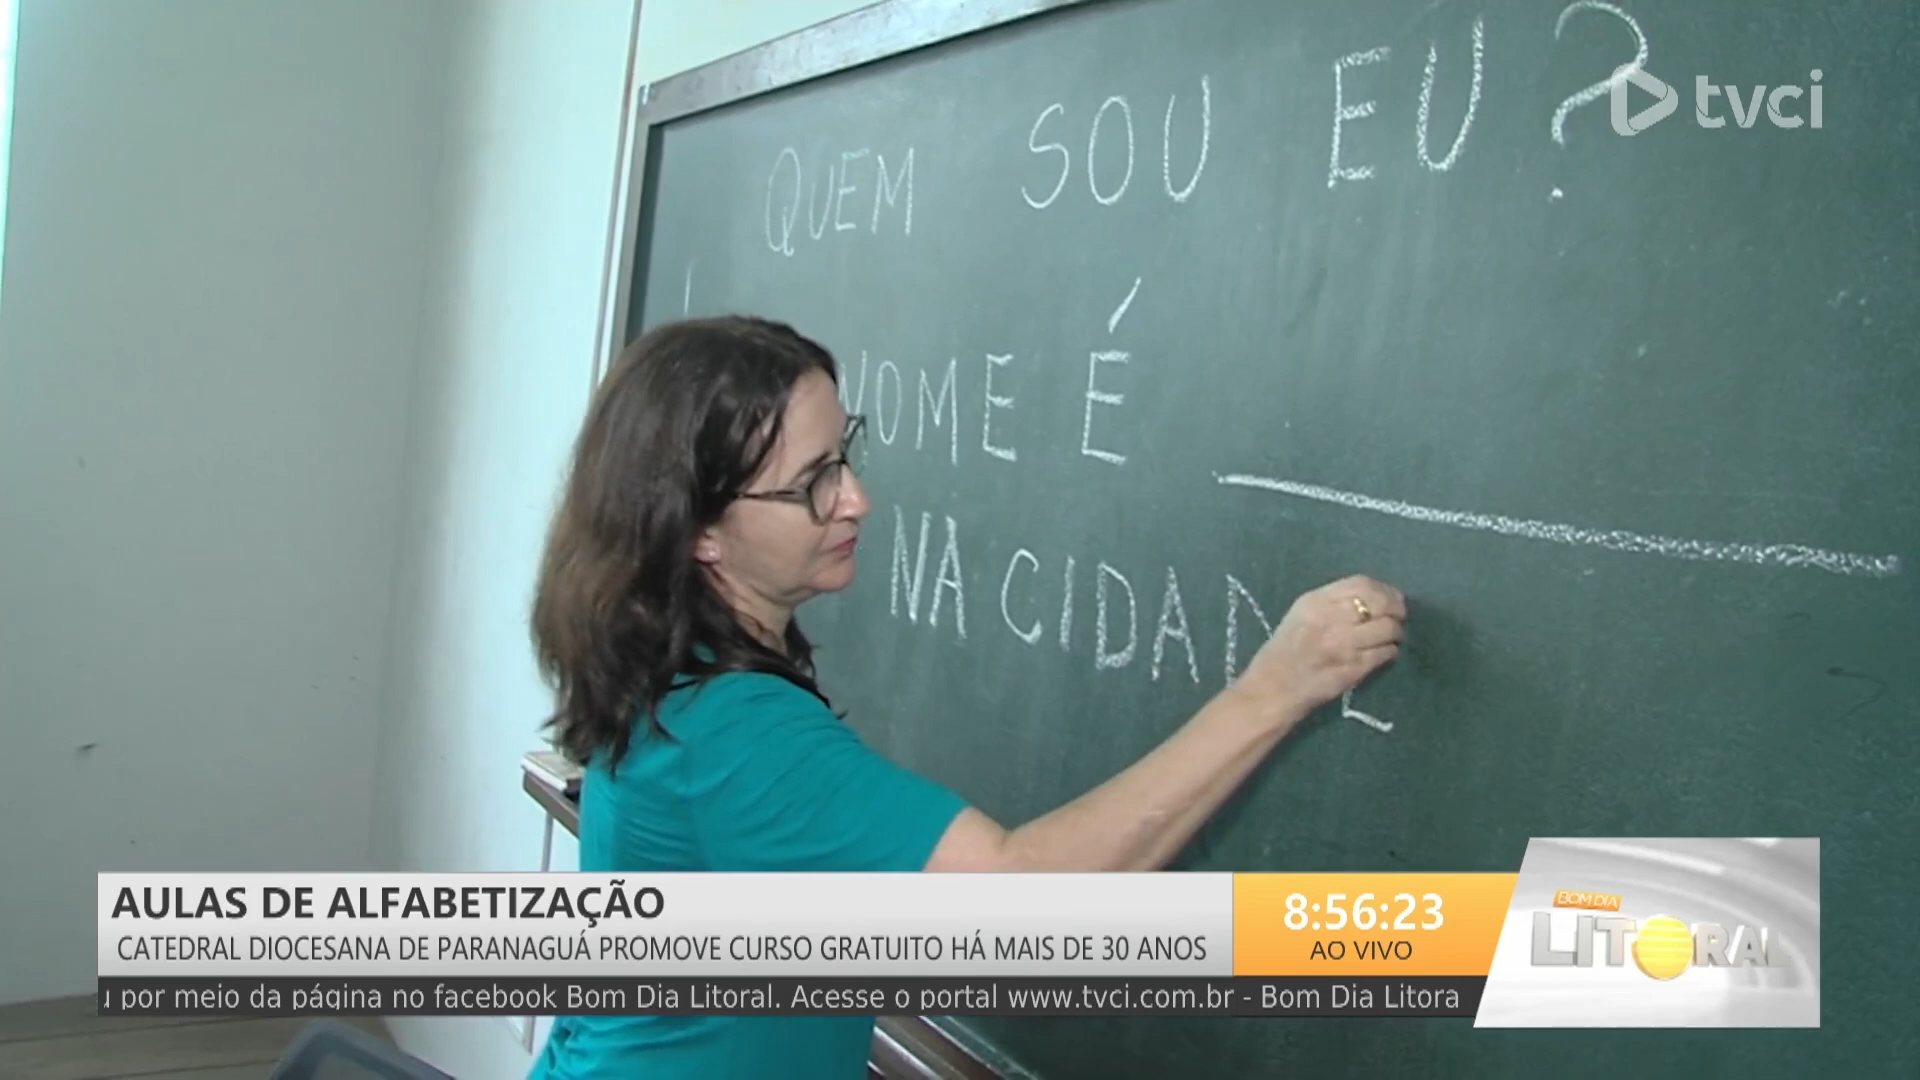 QUEM SOU EU?
tvci
NOME É
NA CIDADE
AULAS DE ALFABETIZAÇÃO
CATEDRAL DIOCESANA DE PARANAGUÁ PROMOVE CURSO GRATUITO HÁ MAIS DE 30 ANOS
8:56:23
AO VIVO
BOM DIA
LITORAL
por meio da página no facebook Bom Dia Litoral. Acesse o portal www.tvci.com.br - Bom Dia Litora